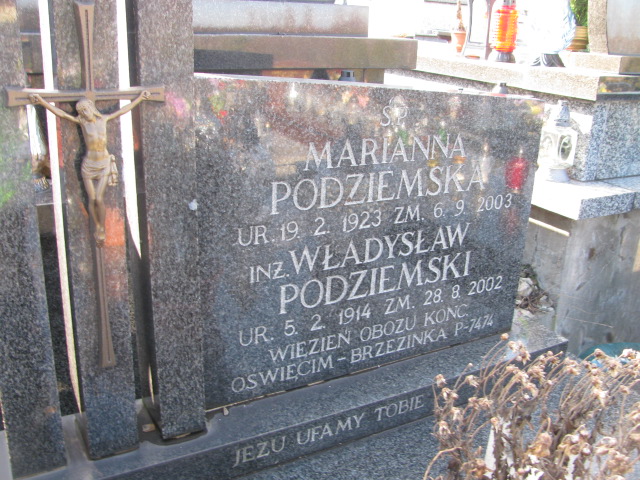 Ś.P.
MARIANNA
PODZIEMSKA
UR. 19. 2. 1923 ZM. 6. 9. 2003
INŻ. WŁADYSŁAW
PODZIEMSKI
UR. 5. 2. 1914 ZM. 28. 8. 2002
WIĘZIEŃ OBOZU KONC.
OŚWIĘCIM - BRZEZINKA P-7474
JEZU UFAMY TOBIE